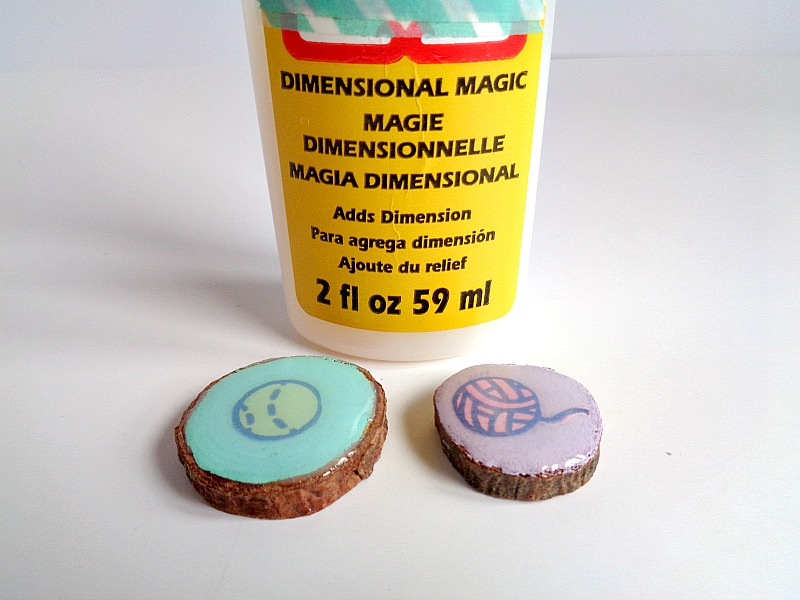 DIMENSIONAL MAGIC
MAGIE
DIMENSIONNELLE
MAGIA DIMENSIONAL
Adds Dimension
Para agrega dimensión
Ajoute du relief
2 fl oz 59 ml